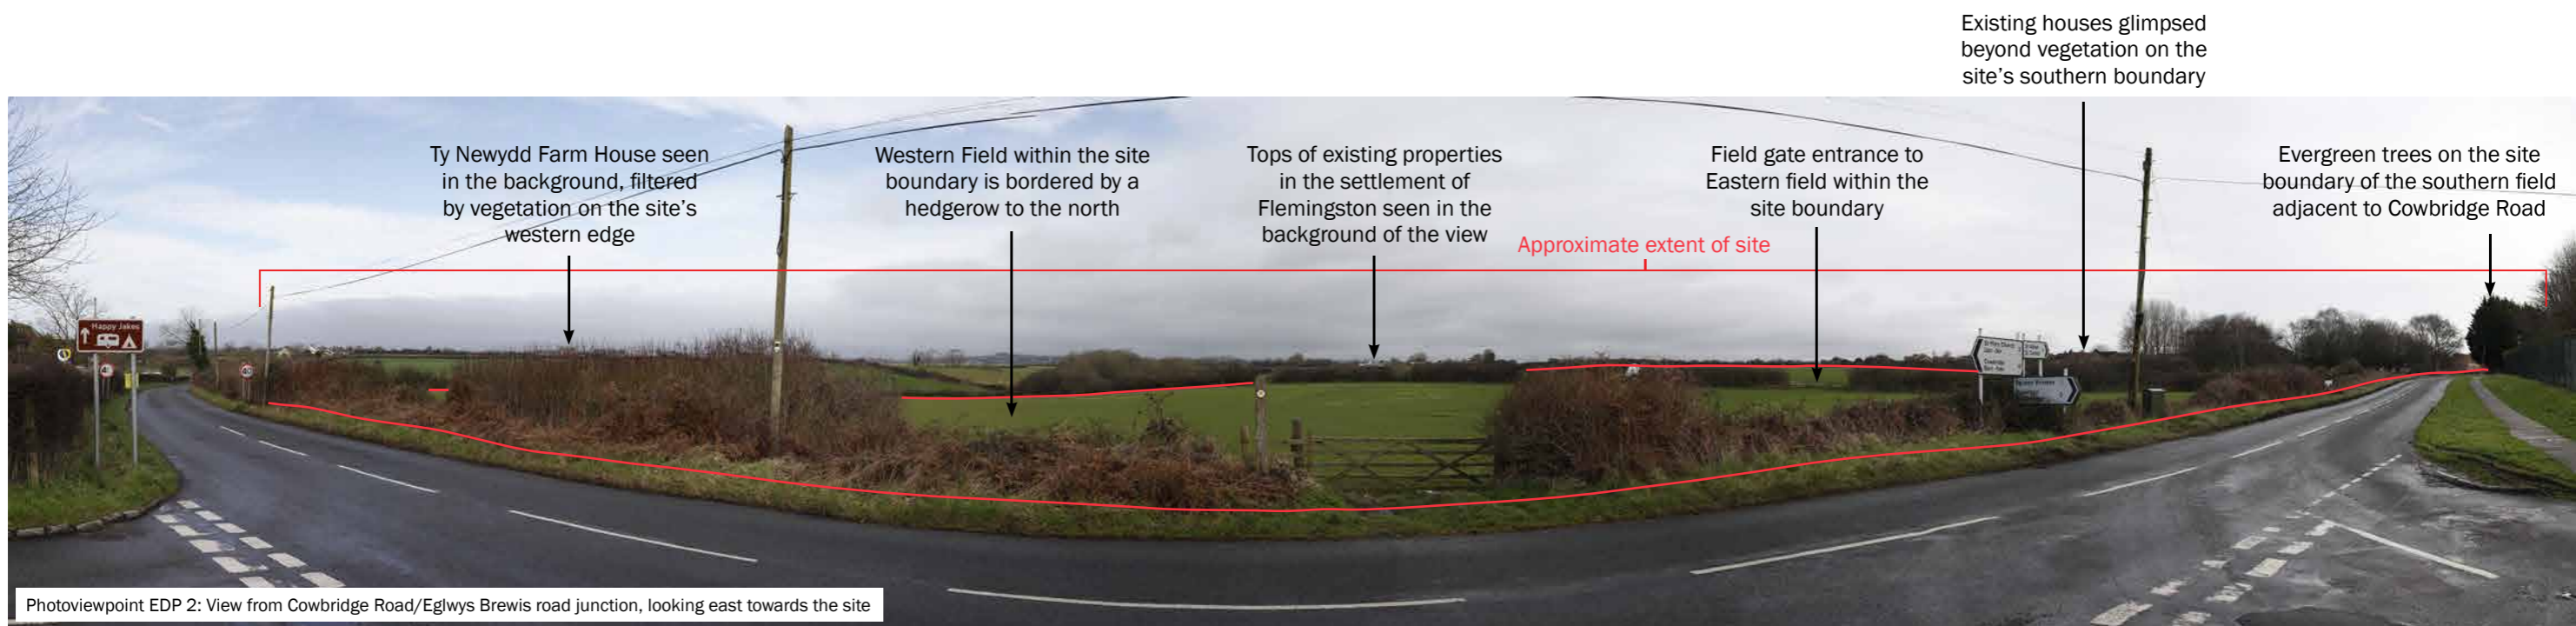 Existing houses glimpsed
beyond vegetation on the
site's southern boundary
Ty Newydd Farm House seen
in the background, filtered
by vegetation on the site's
western edge
Western Field within the site
boundary is bordered by a
hedgerow to the north
Tops of existing properties
in the settlement of
Flemingston seen in the
background of the view
Field gate entrance to
Eastern field within the
site boundary
Evergreen trees on the site
boundary of the southern field
adjacent to Cowbridge Road
Approximate extent of site
Happy Jakes
40
40
Cowbridge
Photoviewpoint EDP 2: View from Cowbridge Road/Eglwys Brewis road junction, looking east towards the site